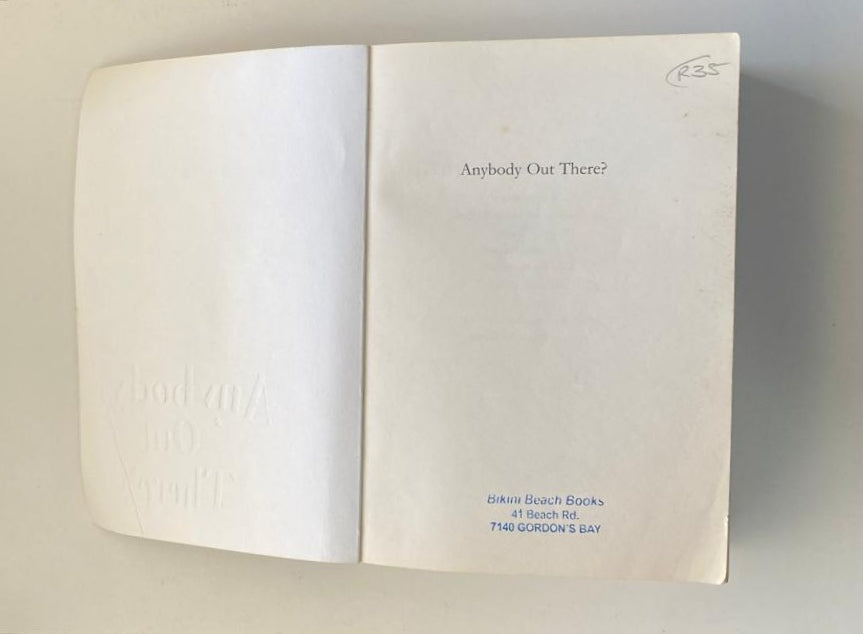 Anybody
Out
There?
R35
Anybody Out There?
Bikini Beach Books
41 Beach Rd.
7140 GORDON'S BAY